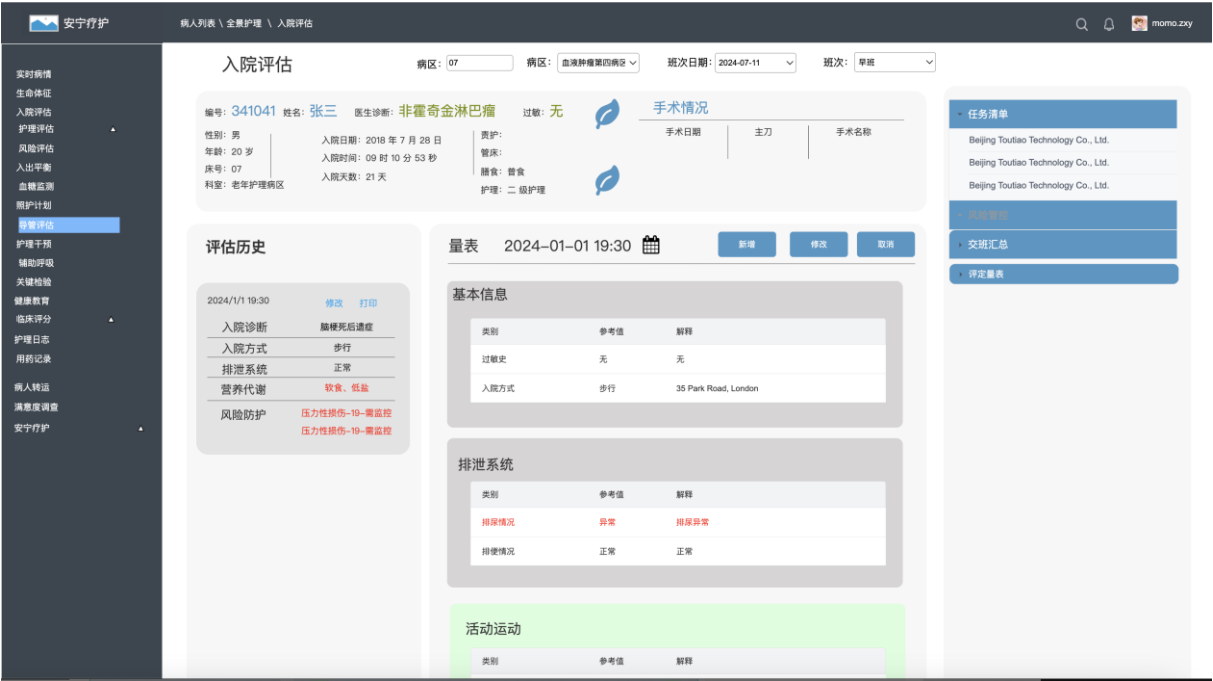 安宁疗护
病人列表 \ 全景护理 \ 入院评估
momo.zxy
实时病情
生命体征
入院评估
护理评估
风险评估
入出平衡
血糖监测
照护计划
导管评估
护理干预
辅助呼吸
关键检验
健康教育
临床评分
护理日志
用药记录
病人转运
满意度调查
安宁疗护
入院评估
病区: 07
病区: 血液肿瘤第四病区
班次日期: 2024-07-11
班次: 早班
编号: 341041 姓名: 张三 医生诊断: 非霍奇金淋巴瘤 过敏: 无
性别: 男
年龄: 20 岁
床号: 07
科室: 老年护理病区
入院日期: 2018 年 7 月 28 日
入院时间: 09 时 10 分 53 秒
入院天数: 21 天
责护:
管床:
膳食: 普食
护理: 二 级护理
手术情况
手术日期 主刀 手术名称
评估历史
2024/1/1 19:30 修改 打印
入院诊断 脑梗死后遗症
入院方式 步行
排泄系统 正常
营养代谢 软食、低盐
风险防护 压力性损伤-19-需监控
压力性损伤-19-需监控
量表 2024-01-01 19:30 新增 修改 取消
基本信息
类别 参考值 解释
过敏史 无 无
入院方式 步行 35 Park Road, London
排泄系统
类别 参考值 解释
排尿情况 异常 排尿异常
排便情况 正常 正常
活动运动
类别 参考值 解释
任务清单
Beijing Toutiao Technology Co., Ltd.
Beijing Toutiao Technology Co., Ltd.
Beijing Toutiao Technology Co., Ltd.
风险管控
交班汇总
评定量表